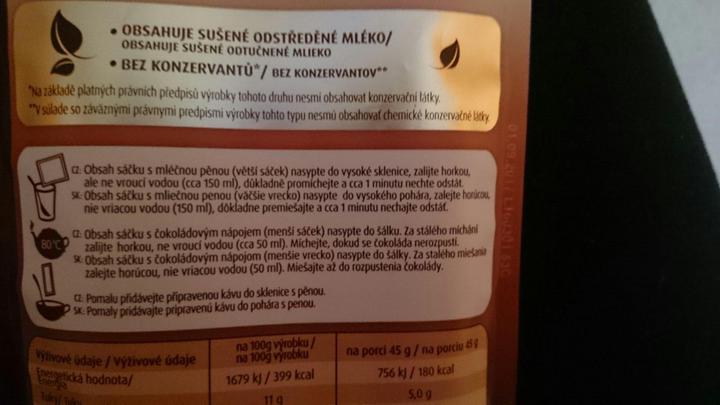 • OBSAHUJE SUŠENÉ ODSTŘEDĚNÉ MLÉKO/
OBSAHUJE SUŠENÉ ODTUČNENÉ MLIEKO
• BEZ KONZERVANTŮ*/ BEZ KONZERVANTOV**
*Na základě platných právních předpisů výrobky tohoto druhu nesmí obsahovat konzervační látky.
**V súlade so záväznými právnymi predpismi výrobky tohto typu nesmú obsahovať chemické konzervačné látky
CZ: Obsah sáčku s mléčnou pěnou (větší sáček) nasypte do vysoké sklenice, zalijte horkou,
ale ne vroucí vodou (cca 150 ml), důkladně promíchejte a cca 1 minutu nechte odstát.
SK: Obsah sáčku s mliečnou penou (väčšie vrecko) nasypte do vysokého pohára, zalejte horúcou,
nie vriacou vodou (150 ml), dôkladne premiešajte a cca 1 minutu nechajte odstáť.
CZ: Obsah sáčku s čokoládovým nápojem (menší sáček) nasypte do šálku. Za stálého míchání
zalijte horkou, ne vroucí vodou (cca 50 ml). Míchejte, dokud se čokoláda nerozpustí.
80°C
SK: Obsah sáčku s čokoládovým nápojom (menšie vrecko) nasypte do šálky. Za stalého miešania
zalejte horúcou, nie vriacou vodou (50 ml). Miešajte až do rozpustenia čokolády.
CZ: Pomalu přidávejte připravenou kávu do sklenice s pěnou.
SK: Pomaly pridávajte pripravenú kávu do pohára s penou.
Výživové údaje / Výživové údaje
na 100g výrobku /
na 100g výrobku
na porci 45 g / na porciu 45 g
Energetická hodnota/
Energia
1679 kJ / 399 kcal
756 kJ / 180 kcal
Tuky/ Tuky
11 g
5,0 g